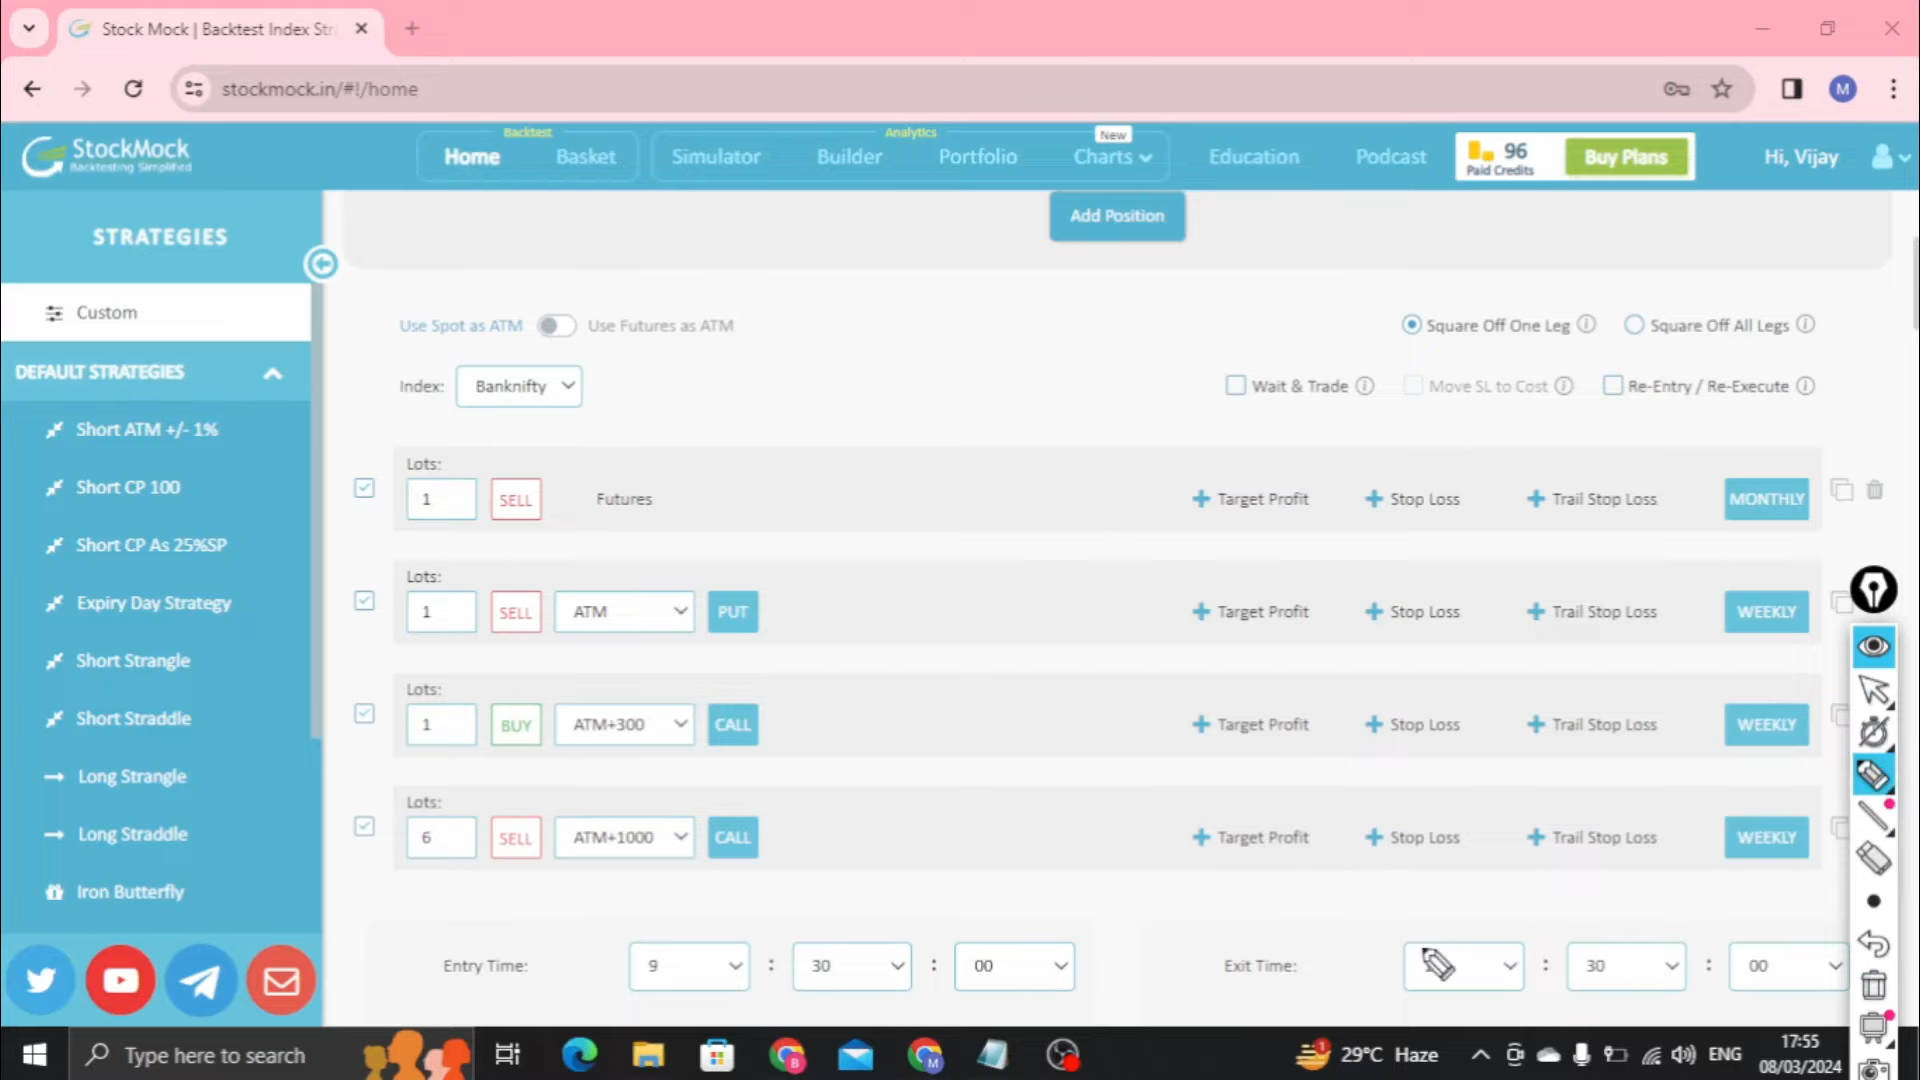 Stock Mock | Backtest Index Str
stockmock.in/#!/home
StockMock
Backtesting Simplified
Backtest
Home
Basket
Analytics
Simulator
Builder
Portfolio
New
Charts
Education
Podcast
96
Paid Credits
Buy Plans
Hi, Vijay
M
STRATEGIES
Custom
DEFAULT STRATEGIES
Short ATM +/- 1%
Short CP 100
Short CP As 25%SP
Expiry Day Strategy
Short Strangle
Short Straddle
Long Strangle
Long Straddle
Iron Butterfly
Add Position
Use Spot as ATM Use Futures as ATM
Square Off One Leg Square Off All Legs
Index: Banknifty
Wait & Trade Move SL to Cost Re-Entry / Re-Execute
Lots:
1 SELL Futures Target Profit Stop Loss Trail Stop Loss MONTHLY
Lots:
1 SELL ATM PUT Target Profit Stop Loss Trail Stop Loss WEEKLY
Lots:
1 BUY ATM+300 CALL Target Profit Stop Loss Trail Stop Loss WEEKLY
Lots:
6 SELL ATM+1000 CALL Target Profit Stop Loss Trail Stop Loss WEEKLY
Entry Time: 9 : 30 : 00
Exit Time: : 30 : 00
Type here to search
B
M
1
29°C Haze
ENG
17:55
08/03/2024